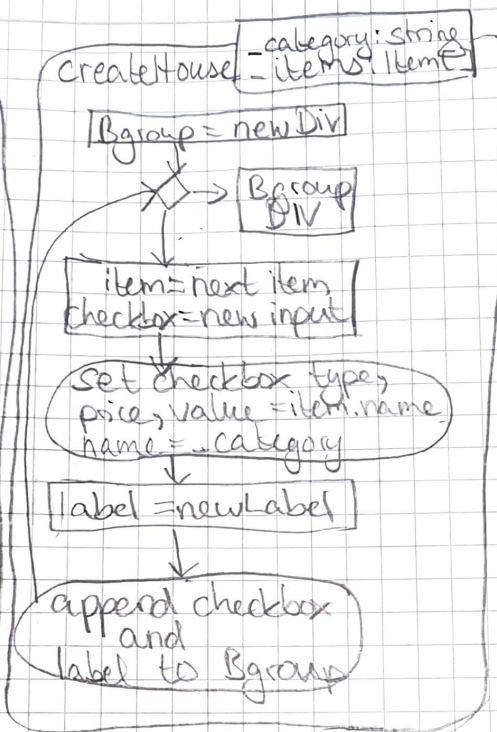 _category: string
createHouse
_items: Item[
Bgroup = new Div
Bgroup
DIV
item = next item
checkbox = new input
set checkbox type,
price, value = item.name
name = _category
label = newLabel
append checkbox
and
label to Bgroup